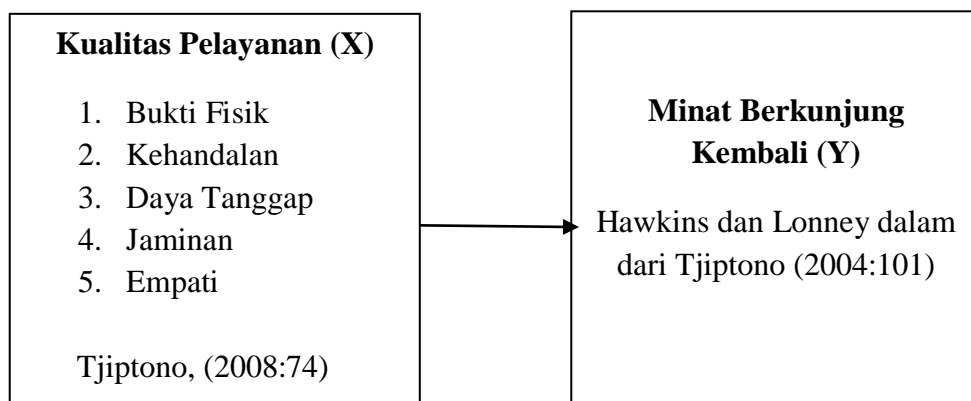 Kualitas Pelayanan (X)
1. Bukti Fisik
2. Kehandalan
3. Daya Tanggap
4. Jaminan
5. Empati
Tjiptono, (2008:74)
Minat Berkunjung
Kembali (Y)
Hawkins dan Lonney dalam
dari Tjiptono (2004:101)